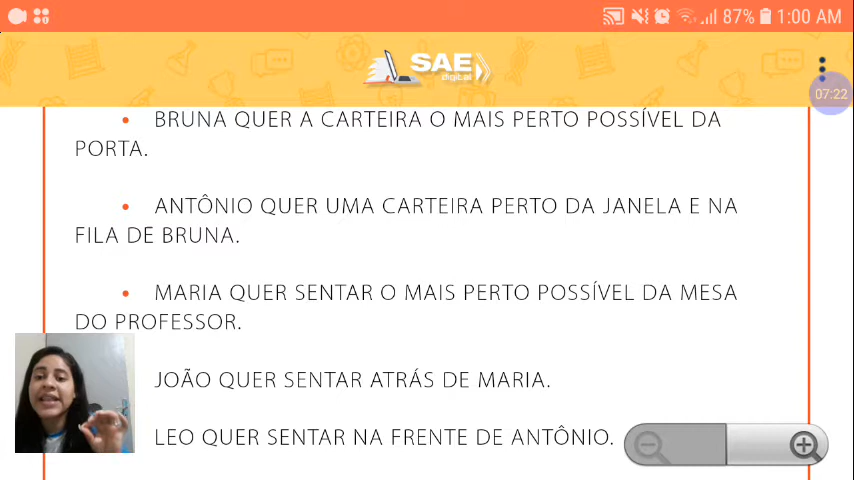 87% 1:00 AM
SAE
digital
07:22
• BRUNA QUER A CARTEIRA O MAIS PERTO POSSÍVEL DA
PORTA.
• ANTÔNIO QUER UMA CARTEIRA PERTO DA JANELA E NA
FILA DE BRUNA.
• MARIA QUER SENTAR O MAIS PERTO POSSÍVEL DA MESA
DO PROFESSOR.
JOÃO QUER SENTAR ATRÁS DE MARIA.
LEO QUER SENTAR NA FRENTE DE ANTÔNIO.